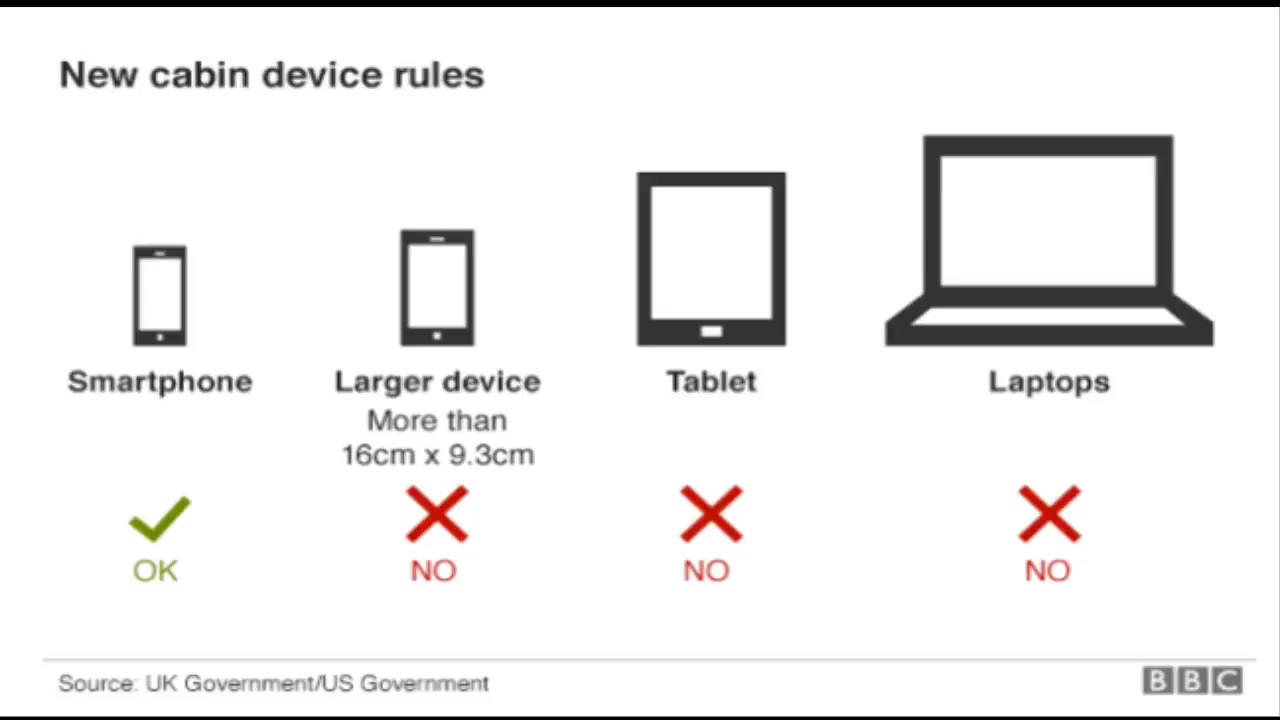 New cabin device rules
Smartphone
Larger device
More than
16cm x 9.3cm
Tablet
Laptops
OK
NO
NO
NO
Source: UK Government/US Government
BBC